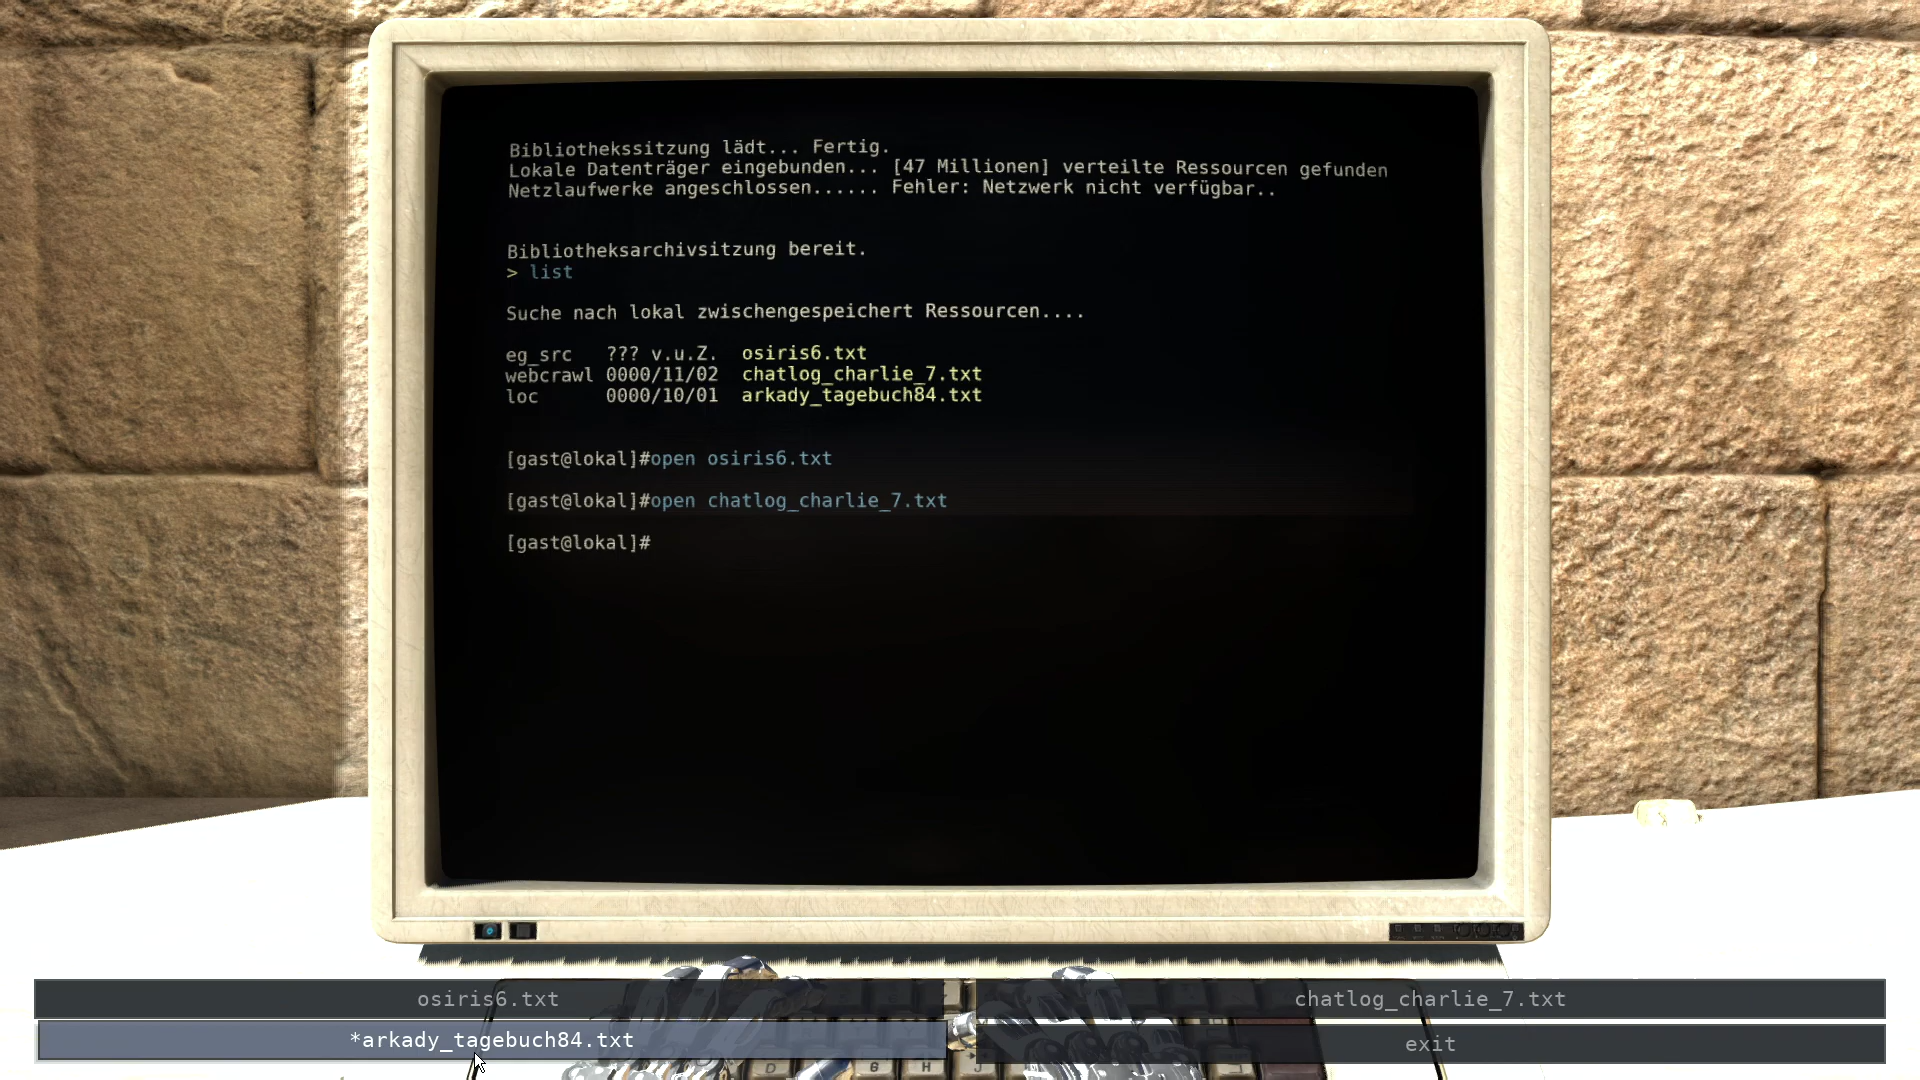 Bibliothekssitzung lädt... Fertig.
Lokale Datenträger eingebunden... [47 Millionen] verteilte Ressourcen gefunden
Netzlaufwerke angeschlossen...... Fehler: Netzwerk nicht verfügbar..
Bibliotheksarchivsitzung bereit.
> list
Suche nach lokal zwischengespeichert Ressourcen....
eg_src ??? v.u.Z. osiris6.txt
webcrawl 0000/11/02 chatlog_charlie_7.txt
loc 0000/10/01 arkady_tagebuch84.txt
[gast@lokal]#open osiris6.txt
[gast@lokal]#open chatlog_charlie_7.txt
[gast@lokal]#
osiris6.txt
chatlog_charlie_7.txt
*arkady_tagebuch84.txt
exit
D G H J